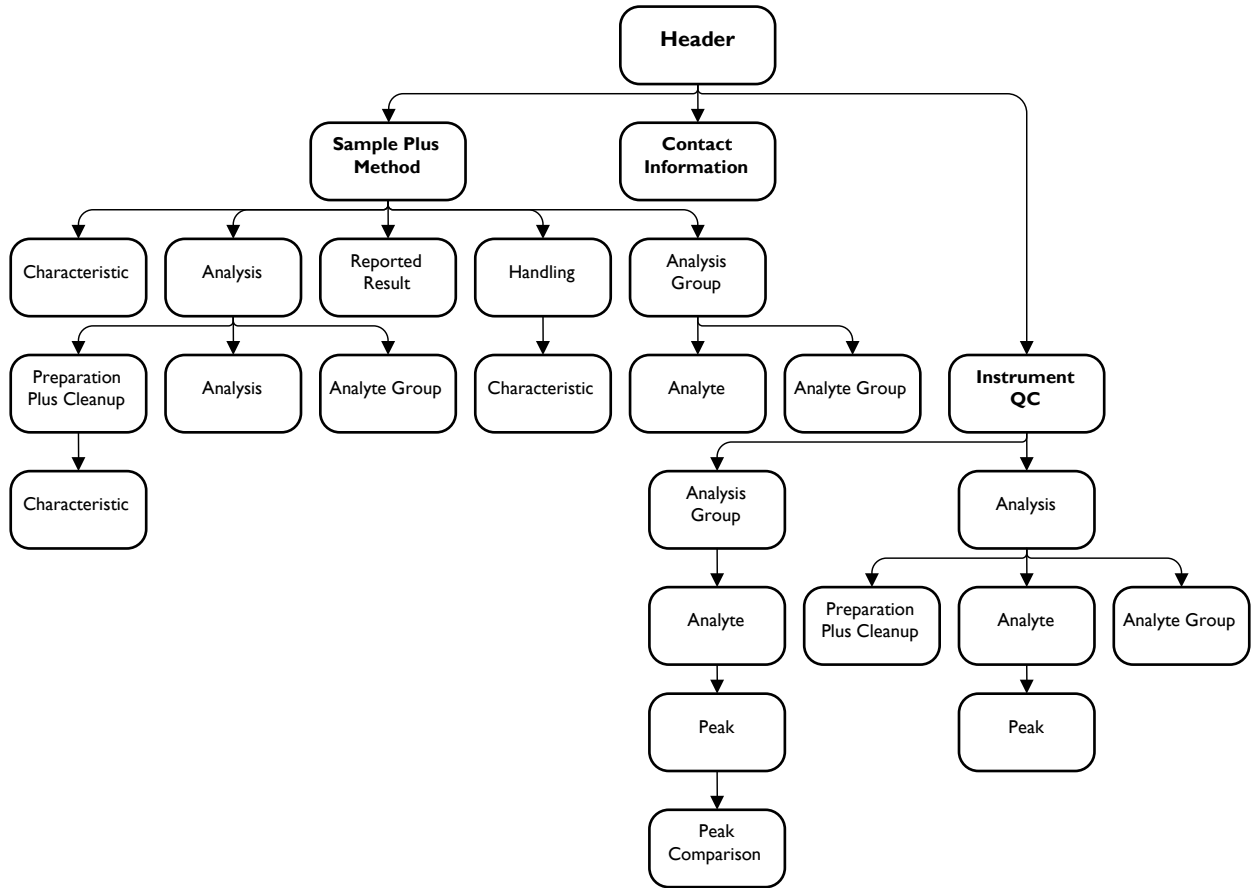 Header
Sample Plus
Method
Contact
Information
Characteristic
Analysis
Reported
Result
Handling
Analysis
Group
Preparation
Plus Cleanup
Analysis
Analyte Group
Characteristic
Analyte
Analyte Group
Instrument
QC
Characteristic
Analysis
Group
Analysis
Analyte
Preparation
Plus Cleanup
Analyte
Analyte Group
Peak
Peak
Peak
Comparison